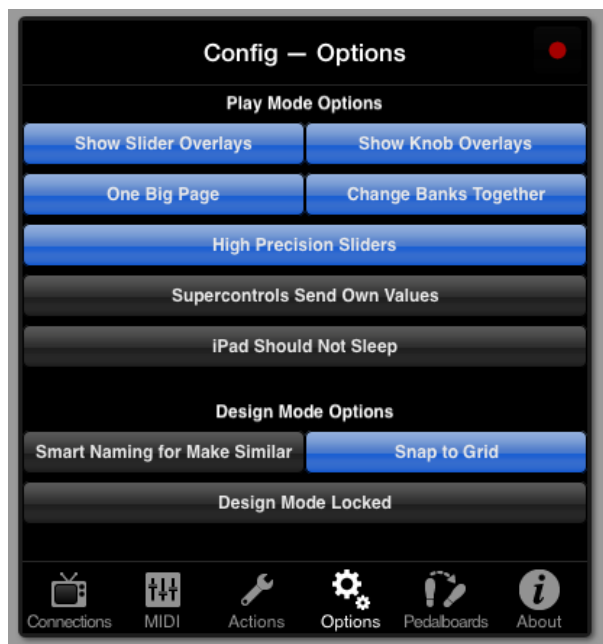 Config — Options
Play Mode Options
Show Slider Overlays Show Knob Overlays
One Big Page Change Banks Together
High Precision Sliders
Supercontrols Send Own Values
iPad Should Not Sleep
Design Mode Options
Smart Naming for Make Similar Snap to Grid
Design Mode Locked
Connections MIDI Actions Options Pedalboards About